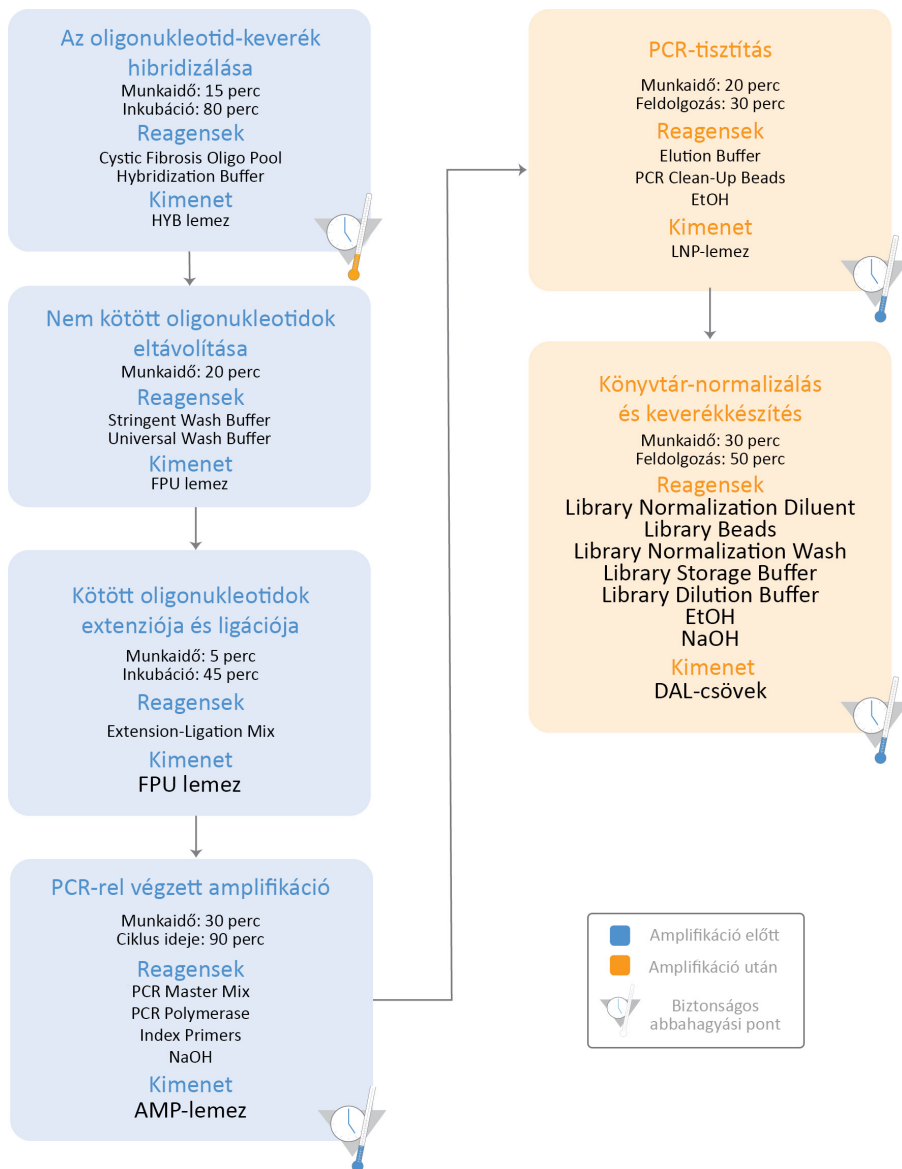 Az oligonukleotid-keverék
hibridizálása
Munkaidő: 15 perc
Inkubáció: 80 perc
Reagensek
Cystic Fibrosis Oligo Pool
Hybridization Buffer
Kimenet
HYB lemez
Nem kötött oligonukleotidok
eltávolítása
Munkaidő: 20 perc
Reagensek
Stringent Wash Buffer
Universal Wash Buffer
Kimenet
FPU lemez
Kötött oligonukleotidok
extenziója és ligációja
Munkaidő: 5 perc
Inkubáció: 45 perc
Reagensek
Extension-Ligation Mix
Kimenet
FPU lemez
PCR-rel végzett amplifikáció
Munkaidő: 30 perc
Ciklus ideje: 90 perc
Reagensek
PCR Master Mix
PCR Polymerase
Index Primers
NaOH
Kimenet
AMP-lemez
PCR-tisztítás
Munkaidő: 20 perc
Feldolgozás: 30 perc
Reagensek
Elution Buffer
PCR Clean-Up Beads
EtOH
Kimenet
LNP-lemez
Könyvtár-normalizálás
és keverékkészítés
Munkaidő: 30 perc
Feldolgozás: 50 perc
Reagensek
Library Normalization Diluent
Library Beads
Library Normalization Wash
Library Storage Buffer
Library Dilution Buffer
EtOH
NaOH
Kimenet
DAL-csövek
Amplifikáció előtt
Amplifikáció után
Biztonságos
abbahagyási pont